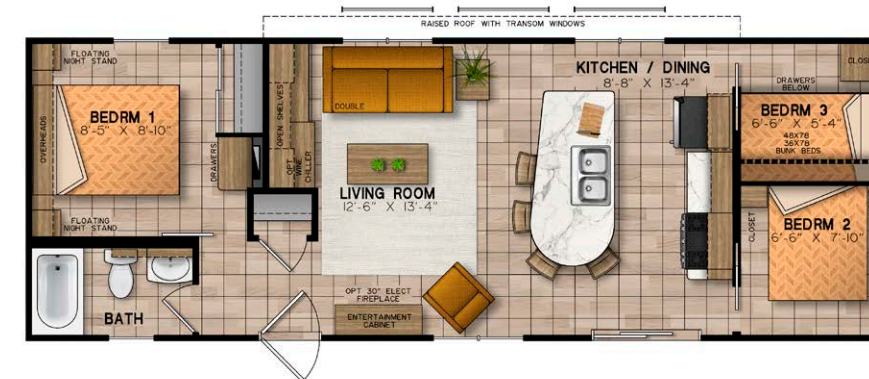 RAISED ROOF WITH TRANSOM WINDOWS
FLOATING
NIGHT STAND
OVERHEADS
BEDRM 1
8'-5" X 8'-10"
FLOATING
NIGHT STAND
DRAWERS
OPEN SHELVES
OPT
WINE
CHILLER
DOUBLE
LIVING ROOM
12'-6" X 13'-4"
OPT 30" ELECT
FIREPLACE
ENTERTAINMENT
CABINET
BATH
KITCHEN / DINING
8'-8" X 13'-4"
CLOSE
DRAWERS
BELOW
BEDRM 3
6'-6" X 5'-4"
48X78
36X78
BUNK BEDS
CLOSET
BEDRM 2
6'-6" X 7'-10"